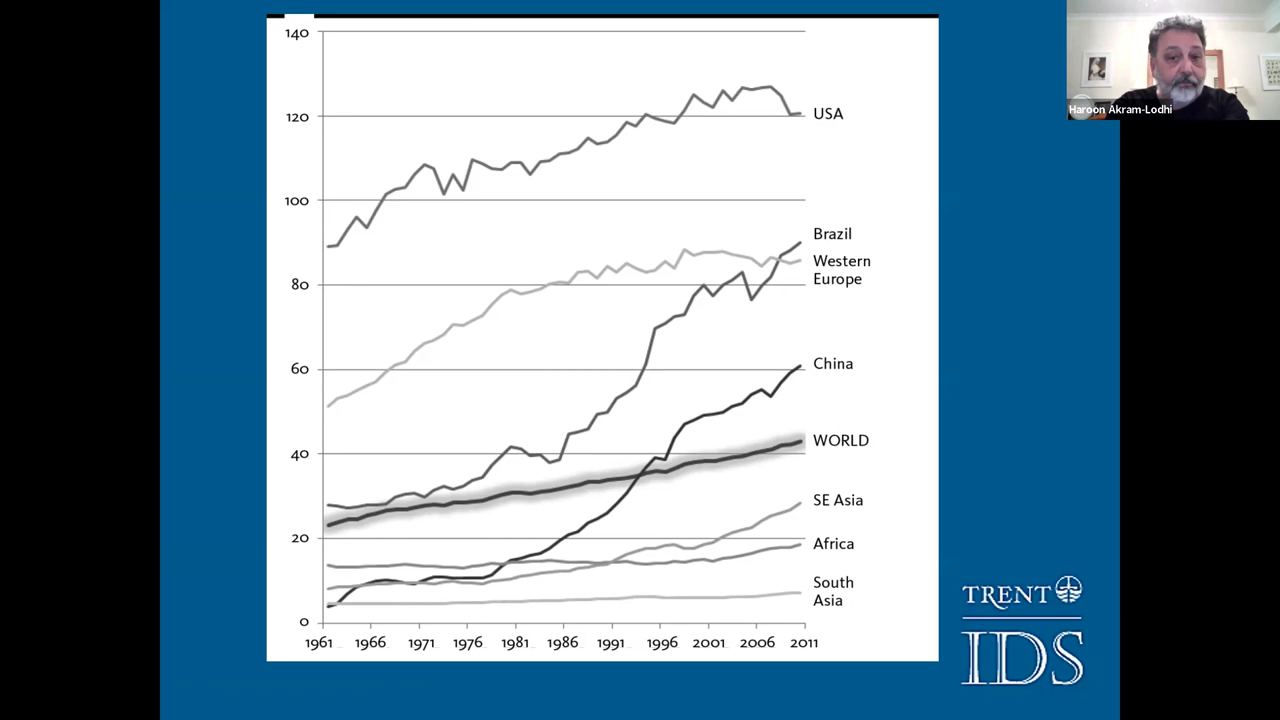 140
120
100
80
60
40
20
0
1961
1966
1971
1976
1981
1986
1991
1996
2001
2006
2011
USA
Brazil
Western
Europe
China
WORLD
SE Asia
Africa
South
Asia
Haroon Akram-Lodhi
TRENT
IDS